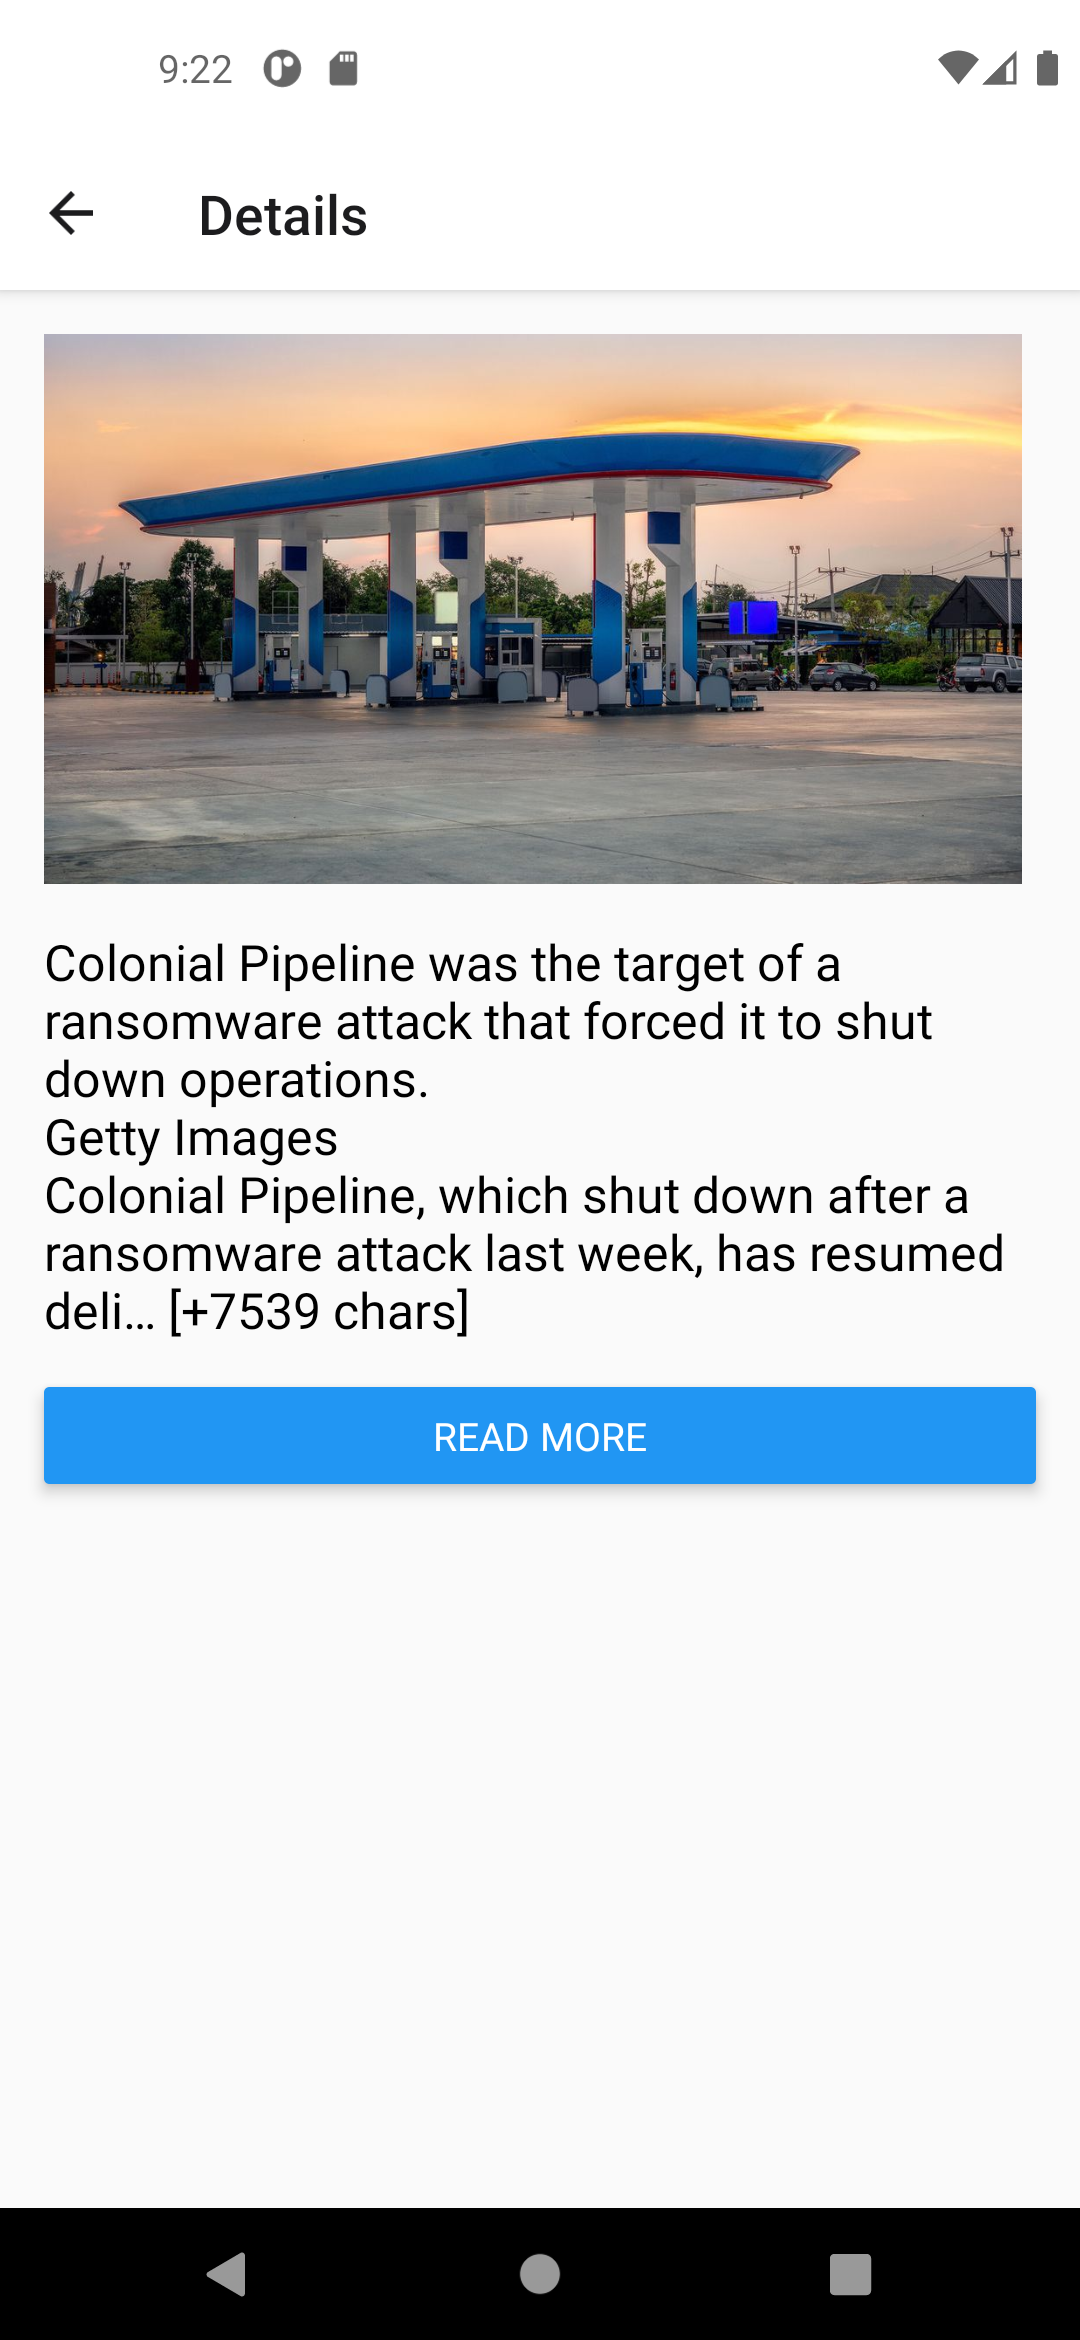 9:22
Details
Colonial Pipeline was the target of a
ransomware attack that forced it to shut
down operations.
Getty Images
Colonial Pipeline, which shut down after a
ransomware attack last week, has resumed
deli… [+7539 chars]
READ MORE